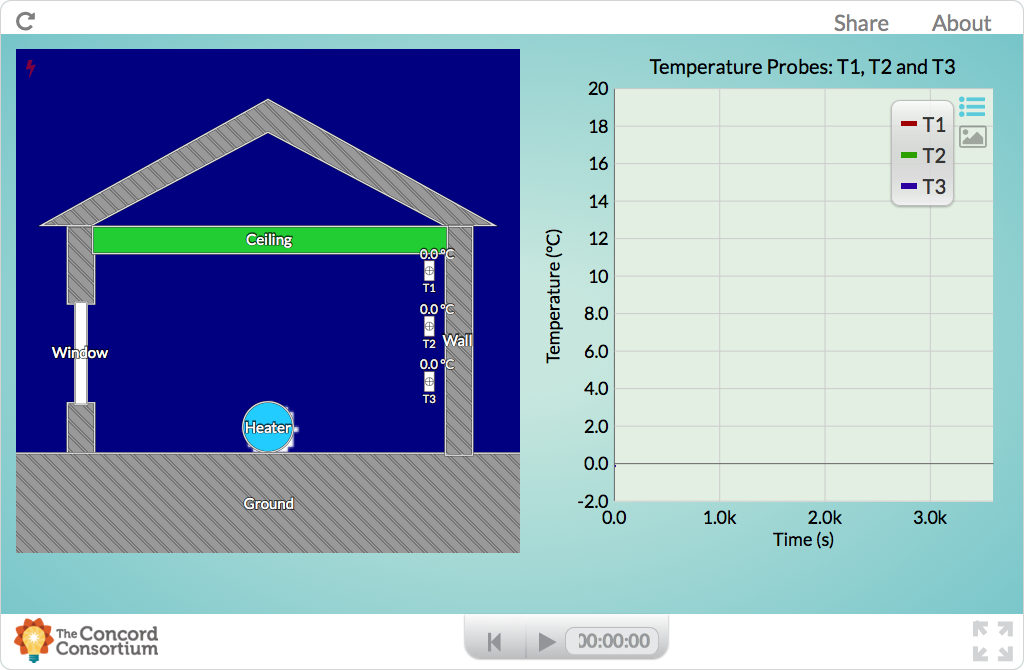 Share About
Ceiling
0.0 °C
T1
0.0 °C
T2
Wall
0.0 °C
T3
Window
Heater
Ground
Temperature Probes: T1, T2 and T3
20
18
16
14
12
10
8.0
6.0
4.0
2.0
0.0
-2.0
Temperature (°C)
T1
T2
T3
0.0 1.0k 2.0k 3.0k
Time (s)
The Concord
Consortium
00:00:00